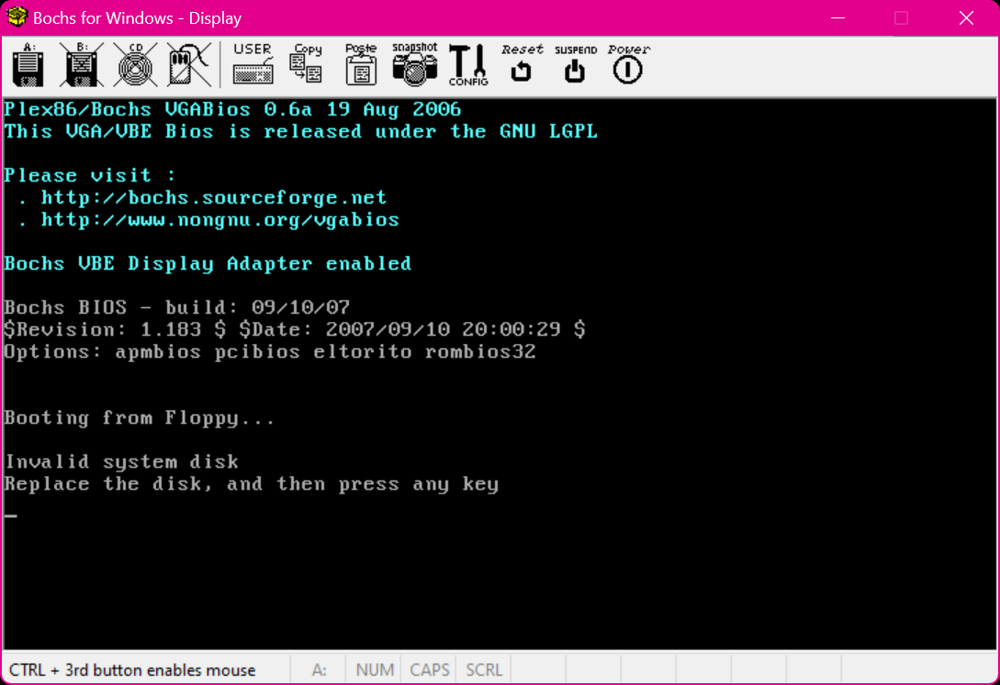 Bochs for Windows - Display
A: B: CD USER Copy Poste snapshot CONFIG Reset SUSPEND Power
Plex86/Bochs VGABios 0.6a 19 Aug 2006
This VGA/VBE Bios is released under the GNU LGPL
Please visit :
. http://bochs.sourceforge.net
. http://www.nongnu.org/vgabios
Bochs VBE Display Adapter enabled
Bochs BIOS - build: 09/10/07
$Revision: 1.183 $ $Date: 2007/09/10 20:00:29 $
Options: apmbios pcibios eltorito rombios32
Booting from Floppy...
Invalid system disk
Replace the disk, and then press any key
_
CTRL + 3rd button enables mouse A: NUM CAPS SCRL